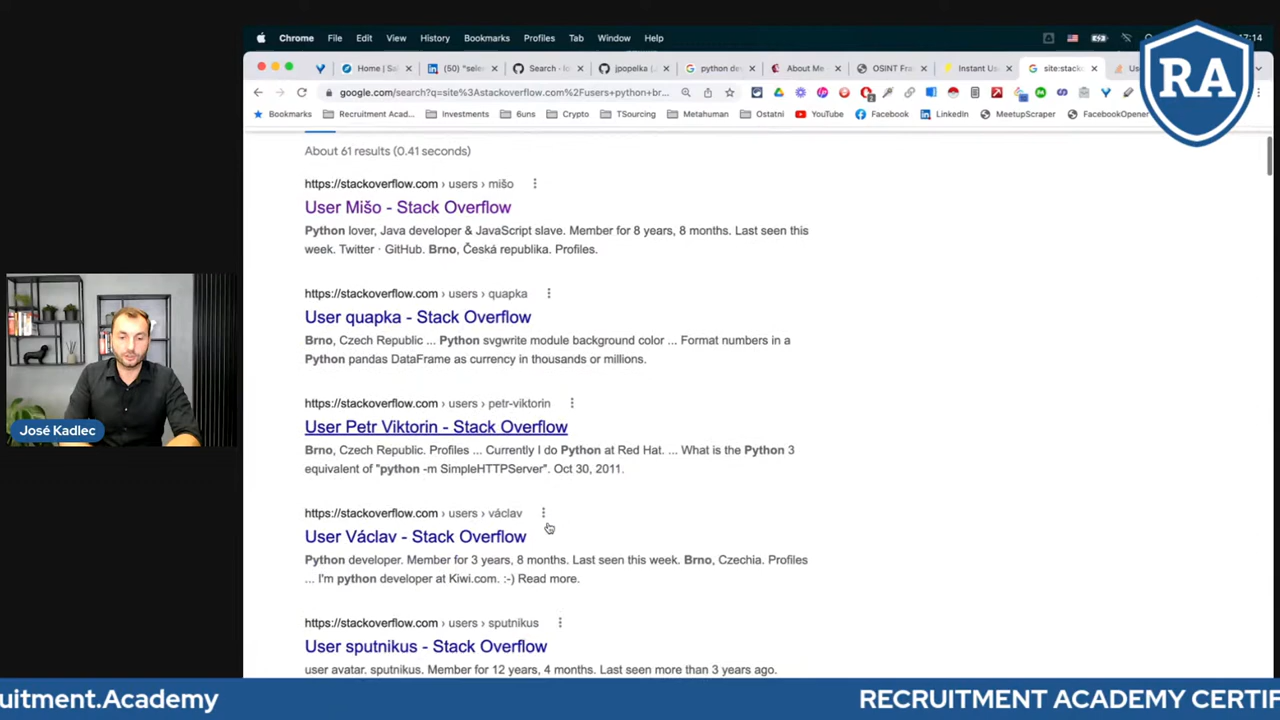 Chrome File Edit View History Bookmarks Profiles Tab Window Help
17:14
Home | Sal
(50) "sele
Search -
jpopelka
python de
About Me
OSINT Fra
Instant Us
site:stack
google.com/search?q=site%3Astackoverflow.com%2Fusers+python+br...
Bookmarks Recruitment Acad... Investments 6uns Crypto TSourcing Metahuman Ostatni YouTube Facebook LinkedIn MeetupScraper FacebookOpener
RA
About 61 results (0.41 seconds)
https://stackoverflow.com › users › mišo
User Mišo - Stack Overflow
Python lover, Java developer & JavaScript slave. Member for 8 years, 8 months. Last seen this
week. Twitter · GitHub. Brno, Česká republika. Profiles.
https://stackoverflow.com › users › quapka
User quapka - Stack Overflow
Brno, Czech Republic ... Python svgwrite module background color ... Format numbers in a
Python pandas DataFrame as currency in thousands or millions.
https://stackoverflow.com › users › petr-viktorin
User Petr Viktorin - Stack Overflow
Brno, Czech Republic. Profiles ... Currently I do Python at Red Hat. ... What is the Python 3
equivalent of "python -m SimpleHTTPServer". Oct 30, 2011.
https://stackoverflow.com › users › václav
User Václav - Stack Overflow
Python developer. Member for 3 years, 8 months. Last seen this week. Brno, Czechia. Profiles
... I'm python developer at Kiwi.com. :-) Read more.
https://stackoverflow.com › users › sputnikus
User sputnikus - Stack Overflow
user avatar. sputnikus. Member for 12 years, 4 months. Last seen more than 3 years ago.
José Kadlec
uitment.Academy
RECRUITMENT ACADEMY CERTIF